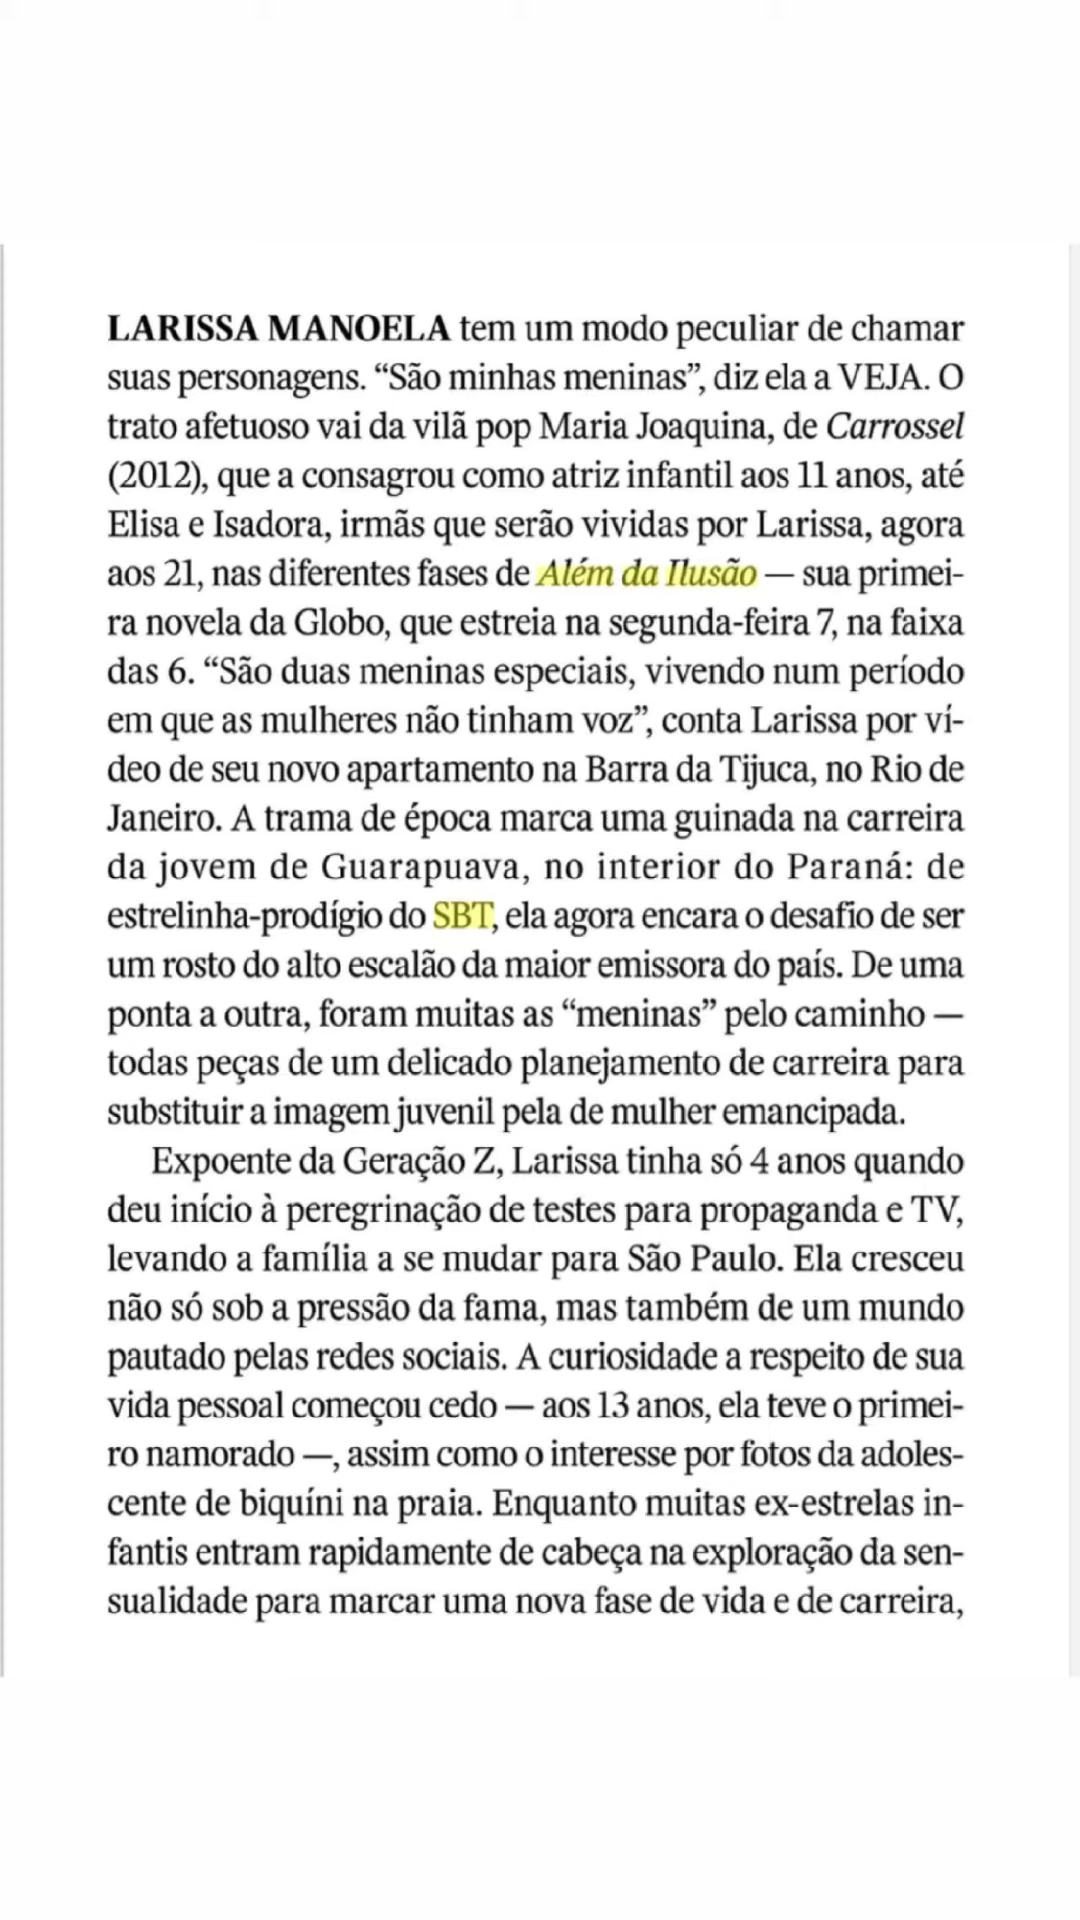 LARISSA MANOELA tem um modo peculiar de chamar
suas personagens. “São minhas meninas”, diz ela a VEJA. O
trato afetuoso vai da vilã pop Maria Joaquina, de Carrossel
(2012), que a consagrou como atriz infantil aos 11 anos, até
Elisa e Isadora, irmãs que serão vividas por Larissa, agora
aos 21, nas diferentes fases de Além da Ilusão — sua primei-
ra novela da Globo, que estreia na segunda-feira 7, na faixa
das 6. “São duas meninas especiais, vivendo num período
em que as mulheres não tinham voz”, conta Larissa por ví-
deo de seu novo apartamento na Barra da Tijuca, no Rio de
Janeiro. A trama de época marca uma guinada na carreira
da jovem de Guarapuava, no interior do Paraná: de
estrelinha-prodígio do SBT, ela agora encara o desafio de ser
um rosto do alto escalão da maior emissora do país. De uma
ponta a outra, foram muitas as “meninas” pelo caminho —
todas peças de um delicado planejamento de carreira para
substituir a imagem juvenil pela de mulher emancipada.
Expoente da Geração Z, Larissa tinha só 4 anos quando
deu início à peregrinação de testes para propaganda e TV,
levando a família a se mudar para São Paulo. Ela cresceu
não só sob a pressão da fama, mas também de um mundo
pautado pelas redes sociais. A curiosidade a respeito de sua
vida pessoal começou cedo — aos 13 anos, ela teve o primei-
ro namorado —, assim como o interesse por fotos da adoles-
cente de biquíni na praia. Enquanto muitas ex-estrelas in-
fantis entram rapidamente de cabeça na exploração da sen-
sualidade para marcar uma nova fase de vida e de carreira,